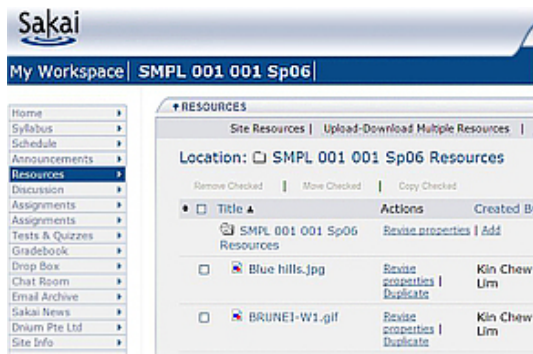 Sakai
My Workspace SMPL 001 001 Sp06
Home
Syllabus
Schedule
Announcements
Resources
Discussion
Assignments
Assignments
Tests & Quizzes
Gradebook
Drop Box
Chat Room
Email Archive
Sakai News
Dnium Pte Ltd
Site Info
RESOURCES
Site Resources | Upload-Download Multiple Resources |
Location: SMPL 001 001 Sp06 Resources
Remove Checked | Move Checked | Copy Checked
Title Actions Created B
SMPL 001 001 Sp06 Revise properties | Add
Resources
Blue hills.jpg Revise Kin Chew
properties | Lim
Duplicate
BRUNEI-W1.gif Revise Kin Chew
properties | Lim
Duplicate